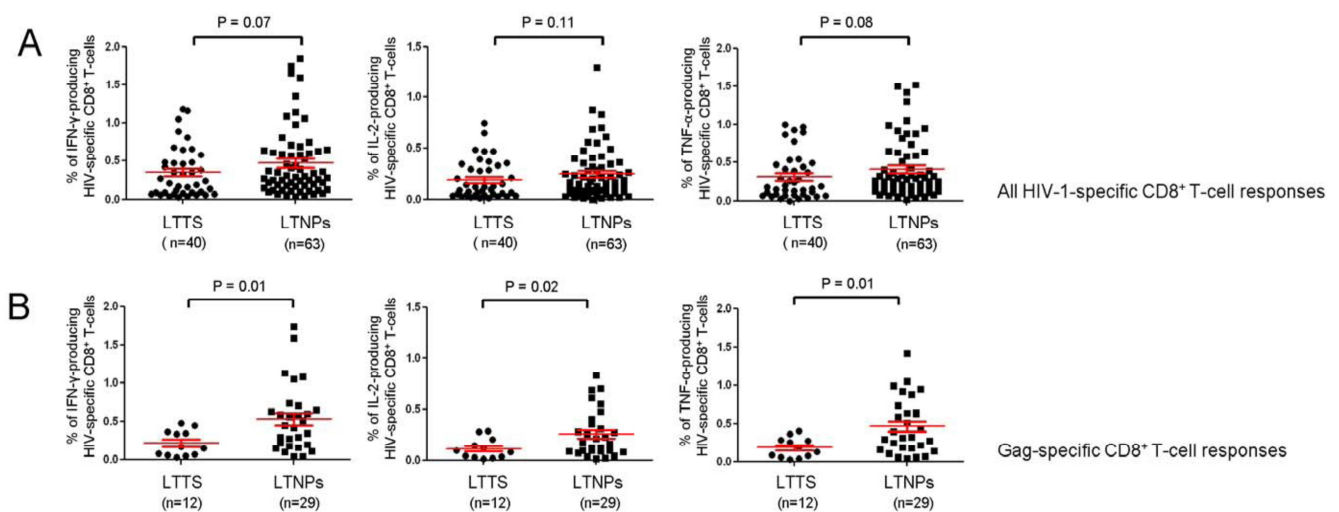 A
P = 0.07
P = 0.11
P = 0.08
% of IFN-γ-producing
HIV-specific CD8⁺ T-cells
2.0
1.5
1.0
0.5
0.0
LTTS
( n=40)
LTNPs
(n=63)
% of IL-2-producing
HIV-specific CD8⁺ T-cells
1.5
1.0
0.5
0.0
LTTS
( n=40)
LTNPs
(n=63)
% of TNF-α-producing
HIV-specific CD8⁺ T-cells
2.0
1.5
1.0
0.5
0.0
LTTS
( n=40)
LTNPs
(n=63)
All HIV-1-specific CD8⁺ T-cell responses
B
P = 0.01
P = 0.02
P = 0.01
% of IFN-γ-producing
HIV-specific CD8⁺ T-cells
2.0
1.5
1.0
0.5
0.0
LTTS
(n=12)
LTNPs
(n=29)
% of IL-2-producing
HIV-specific CD8⁺ T-cells
1.5
1.0
0.5
0.0
LTTS
(n=12)
LTNPs
(n=29)
% of TNF-α-producing
HIV-specific CD8⁺ T-cells
2.0
1.5
1.0
0.5
0.0
LTTS
(n=12)
LTNPs
(n=29)
Gag-specific CD8⁺ T-cell responses